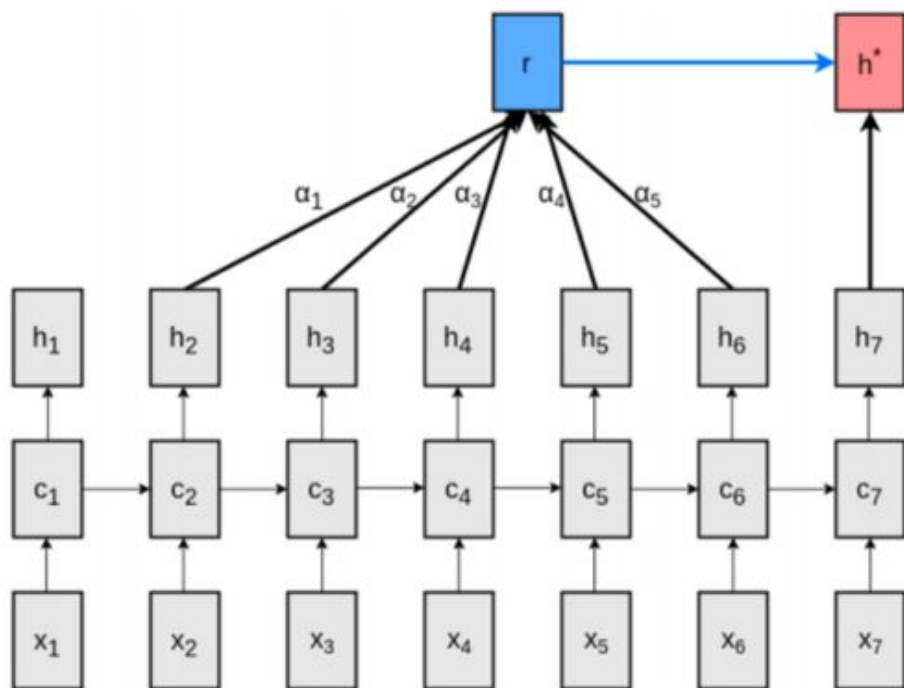 r h*
α₁ α₂ α₃ α₄ α₅
h₁ h₂ h₃ h₄ h₅ h₆ h₇
c₁ c₂ c₃ c₄ c₅ c₆ c₇
x₁ x₂ x₃ x₄ x₅ x₆ x₇